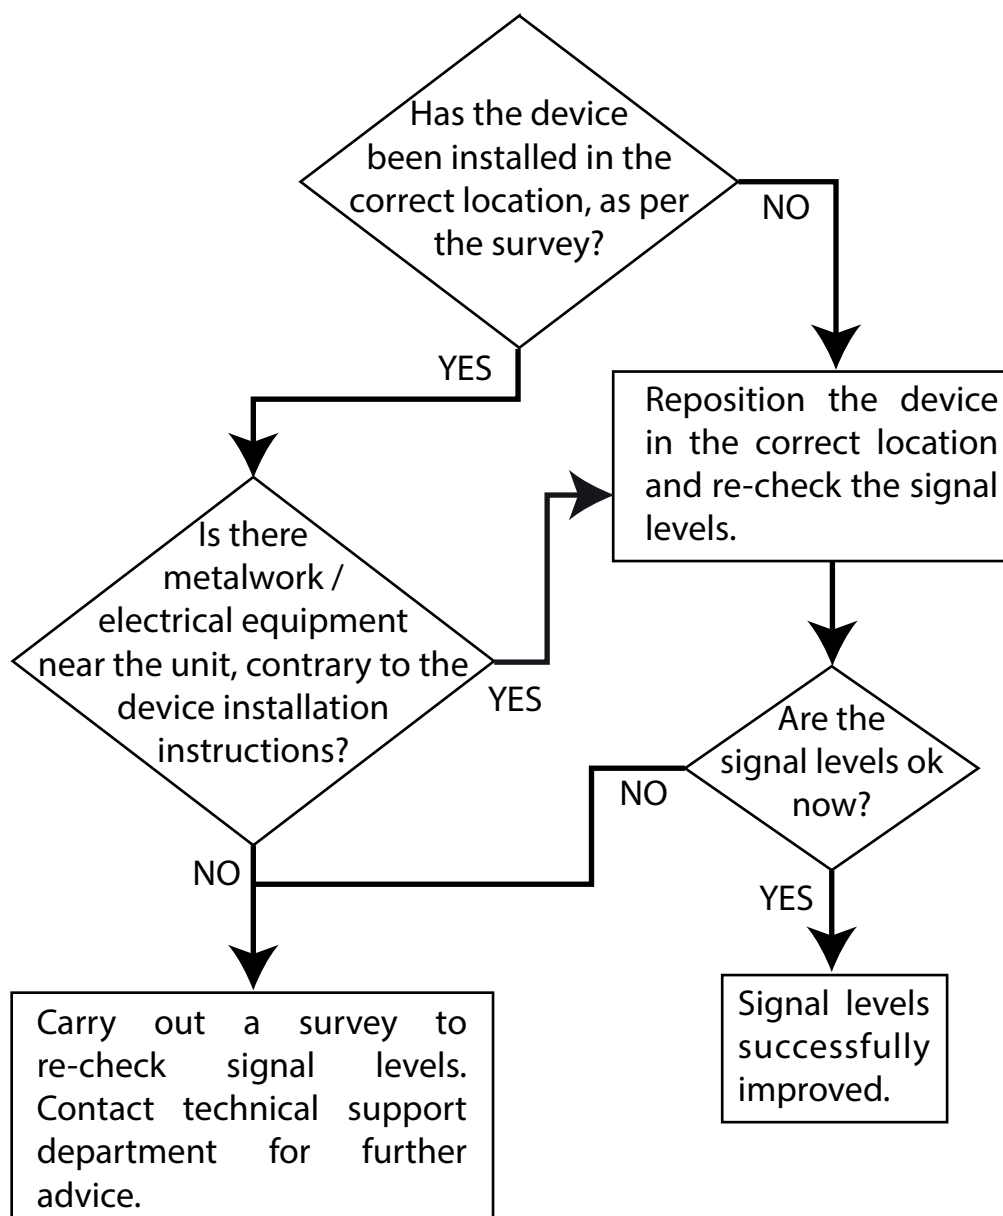 Has the device
been installed in the
correct location, as per
the survey?
NO
YES
Reposition the device
in the correct location
and re-check the signal
levels.
Is there
metalwork /
electrical equipment
near the unit, contrary to the
device installation
instructions?
YES
NO
Are the
signal levels ok
now?
NO
YES
Carry out a survey to
re-check signal levels.
Contact technical support
department for further
advice.
Signal levels
successfully
improved.